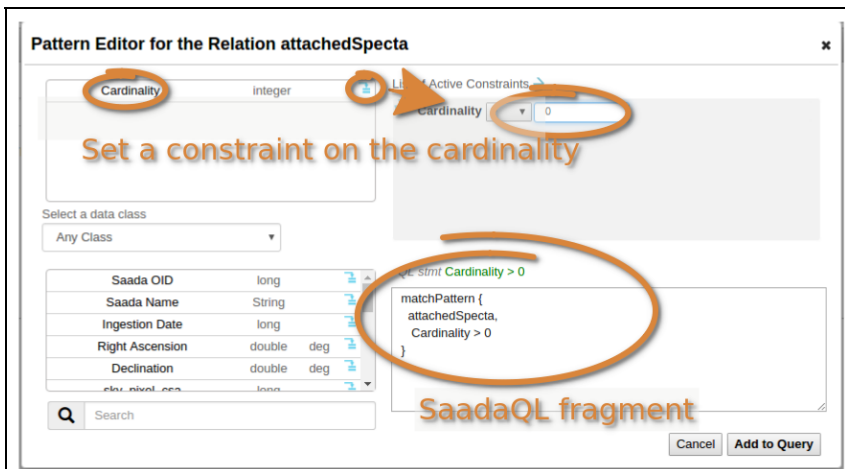 Pattern Editor for the Relation attachedSpecta
Cardinality integer
List of Active Constraints
Cardinality 0
Set a constraint on the cardinality
Select a data class
Any Class
Saada OID long
Saada Name String
Ingestion Date long
Right Ascension double deg
Declination double deg
sky_pixel_csa long
Search
stmt Cardinality > 0
matchPattern {
attachedSpecta,
Cardinality > 0
}
SaadaQL fragment
Cancel Add to Query